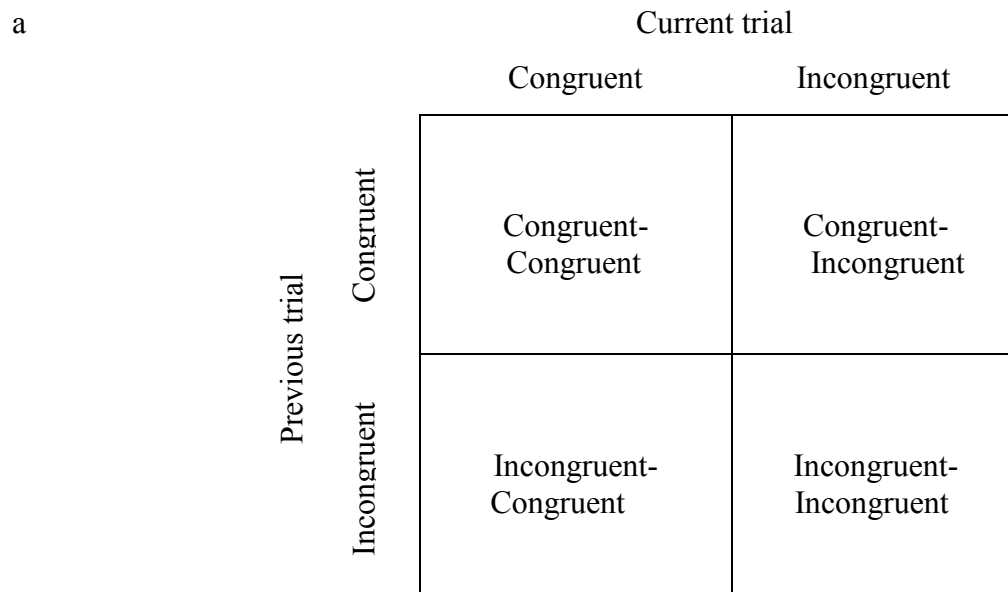 a
Current trial
Congruent
Incongruent
Previous trial
Congruent
Congruent-
Congruent
Congruent-
Incongruent
Incongruent
Incongruent-
Congruent
Incongruent-
Incongruent